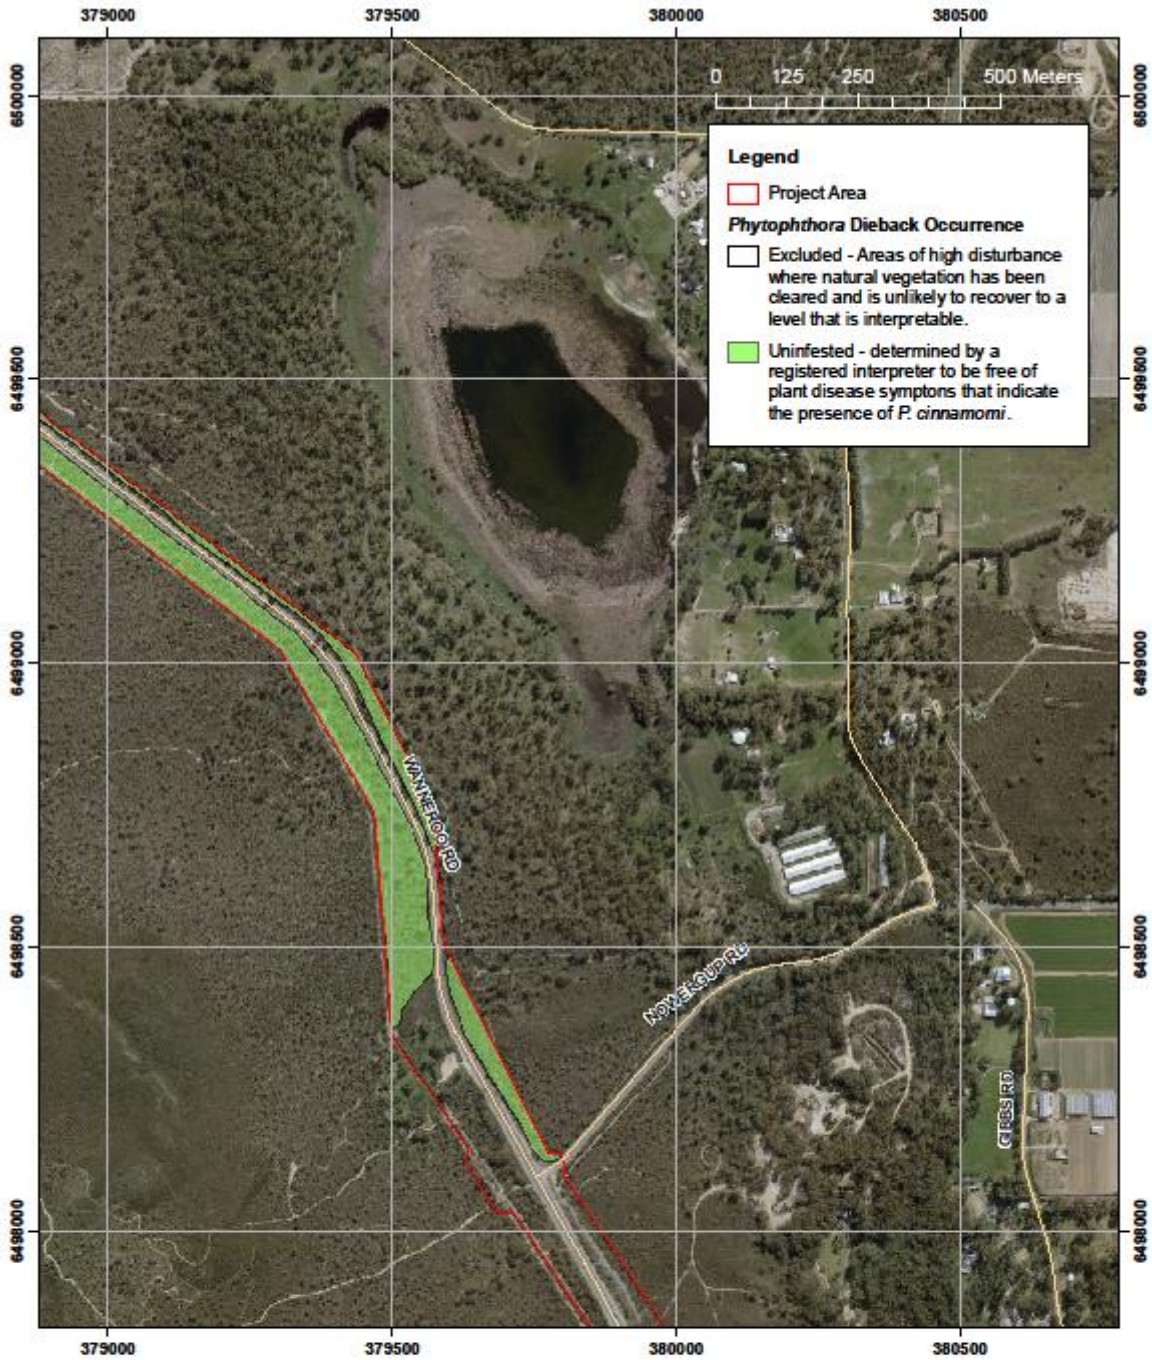 379000 379500 380000 380500
0 125 250 500 Meters
6500000 6500000
Legend
Project Area
Phytophthora Dieback Occurrence
Excluded - Areas of high disturbance
where natural vegetation has been
cleared and is unlikely to recover to a
level that is interpretable.
Uninfested - determined by a
registered interpreter to be free of
plant disease symptons that indicate
the presence of P. cinnamomi.
6499500 6499500
6499000 6499000
WANNEROO RD
6498500 6498500
NOWERGUP RD
GIBBS RD
6498000 6498000
379000 379500 380000 380500